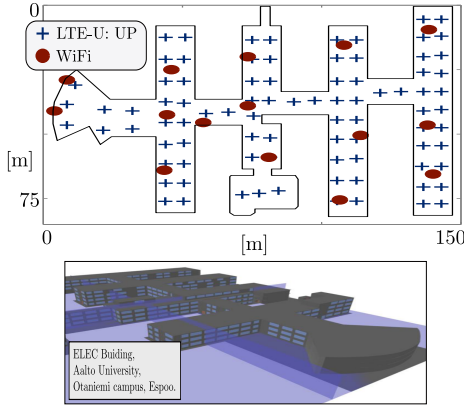 0
LTE-U: UP
WiFi
[m]
75
0
[m]
150
ELEC Buiding,
Aalto University,
Otaniemi campus, Espoo.